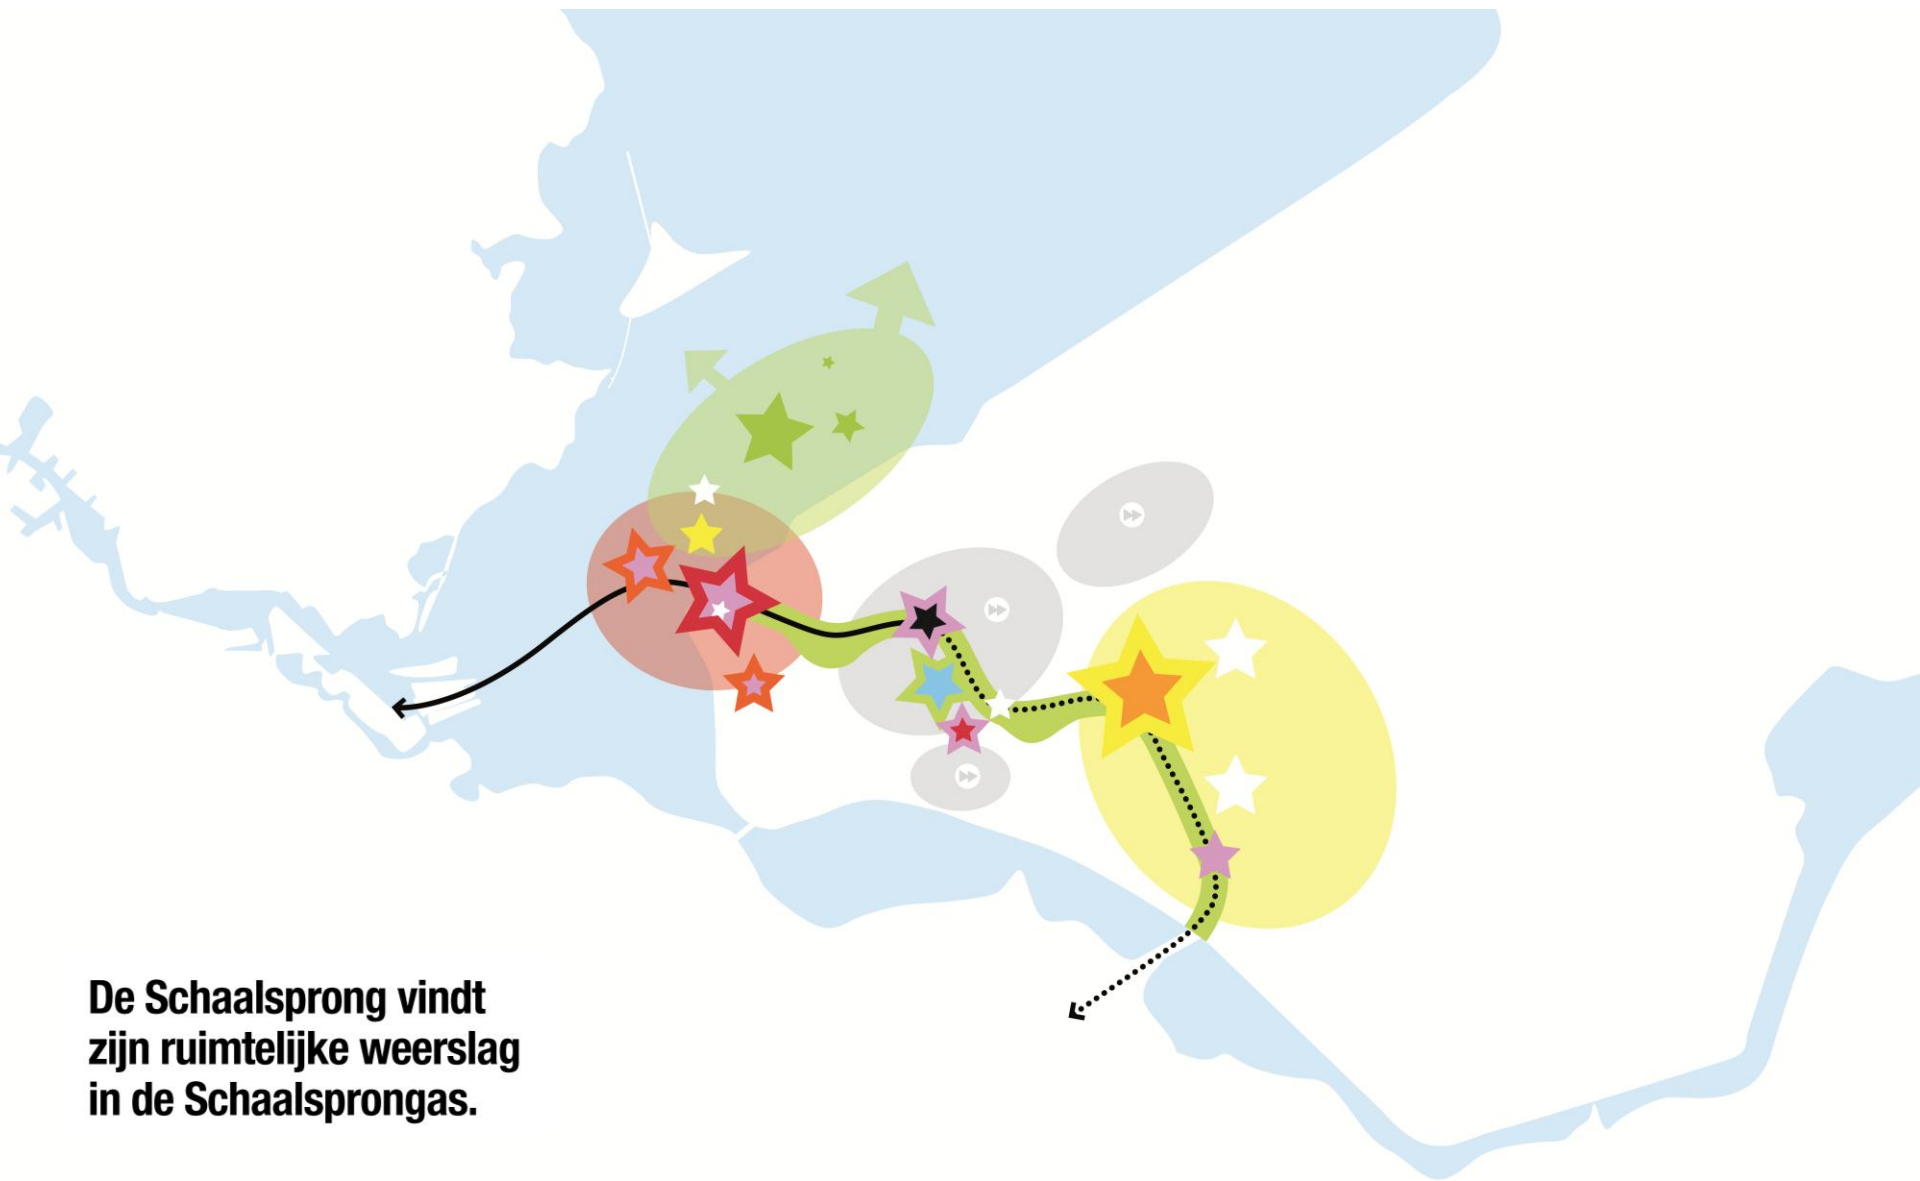 De Schaalsprong vindt
zijn ruimtelijke weerslag
in de Schaalsprongas.